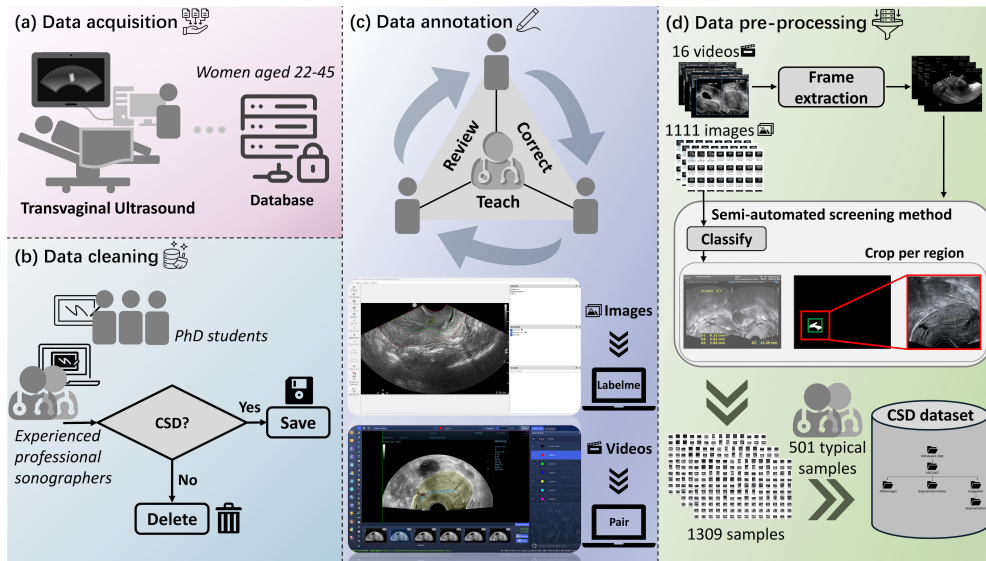 (a) Data acquisition
Women aged 22-45
Transvaginal Ultrasound
Database
(b) Data cleaning
PhD students
Experienced
professional
sonographers
CSD?
Yes
Save
No
Delete
(c) Data annotation
Review
Correct
Teach
Images
Labelme
Videos
Pair
(d) Data pre-processing
16 videos
Frame
extraction
1111 images
Semi-automated screening method
Classify
Crop per region
501 typical
samples
1309 samples
CSD dataset